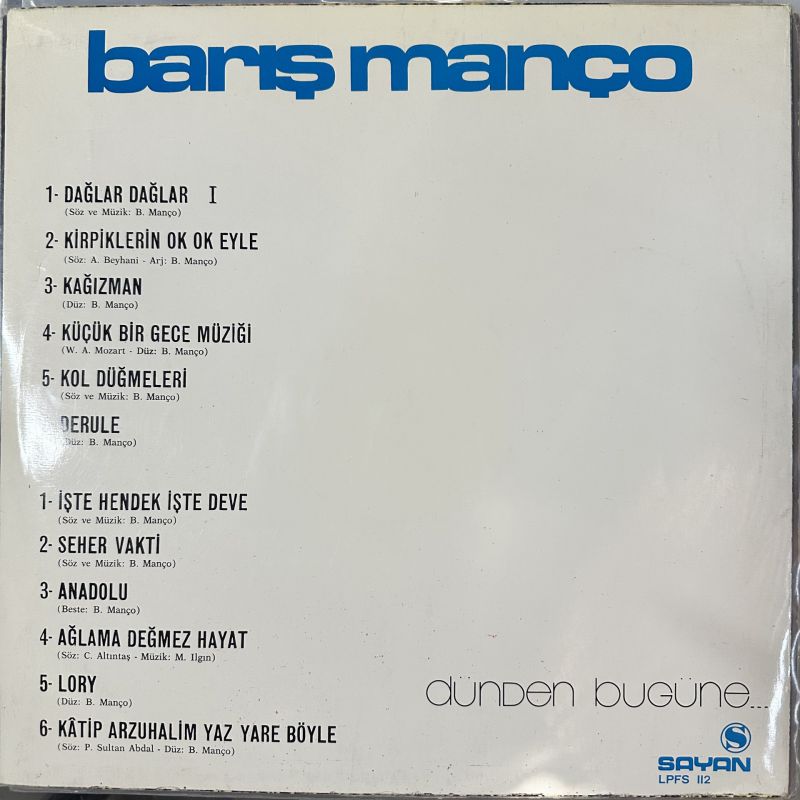 barış manço
1- DAĞLAR DAĞLAR I
(Söz ve Müzik: B. Manço)
2- KİRPİKLERİN OK OK EYLE
(Söz: A. Beyhani - Arj: B. Manço)
3- KAĞIZMAN
(Düz: B. Manço)
4- KÜÇÜK BİR GECE MÜZİĞİ
(W. A. Mozart - Düz: B. Manço)
5- KOL DÜĞMELERİ
(Söz ve Müzik: B. Manço)
DERULE
(Düz: B. Manço)
1- İŞTE HENDEK İŞTE DEVE
(Söz ve Müzik: B. Manço)
2- SEHER VAKTİ
(Söz ve Müzik: B. Manço)
3- ANADOLU
(Beste: B. Manço)
4- AĞLAMA DEĞMEZ HAYAT
(Söz: C. Altıntaş - Müzik: M. Ilgın)
5- LORY
(Düz: B. Manço)
6- KÂTİP ARZUHALİM YAZ YARE BÖYLE
(Söz: P. Sultan Abdal - Düz: B. Manço)
dünden bugüne...
S
SAYAN
LPFS 112